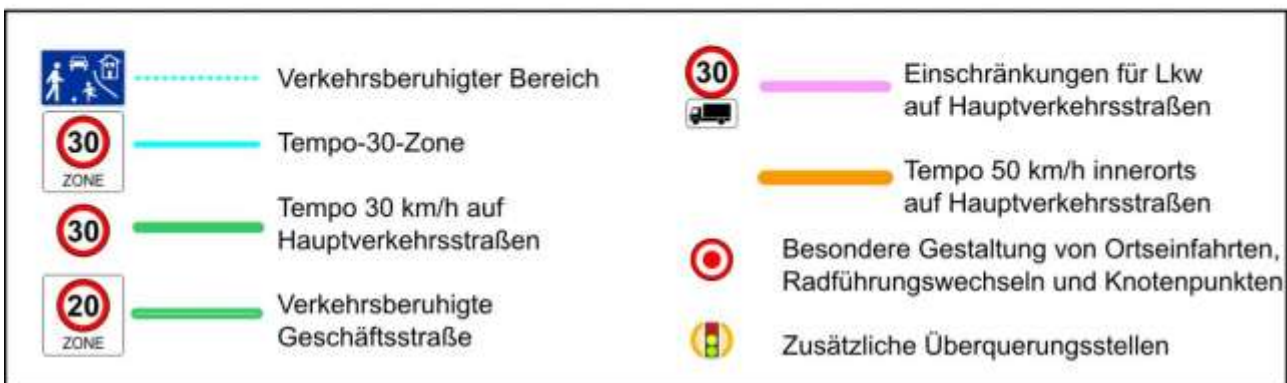 Verkehrsberuhigter Bereich
30
ZONE
Tempo-30-Zone
30
Tempo 30 km/h auf
Hauptverkehrsstraßen
20
ZONE
Verkehrsberuhigte
Geschäftsstraße
30
Einschränkungen für Lkw
auf Hauptverkehrsstraßen
Tempo 50 km/h innerorts
auf Hauptverkehrsstraßen
Besondere Gestaltung von Ortseinfahrten,
Radführungswechseln und Knotenpunkten
Zusätzliche Überquerungsstellen